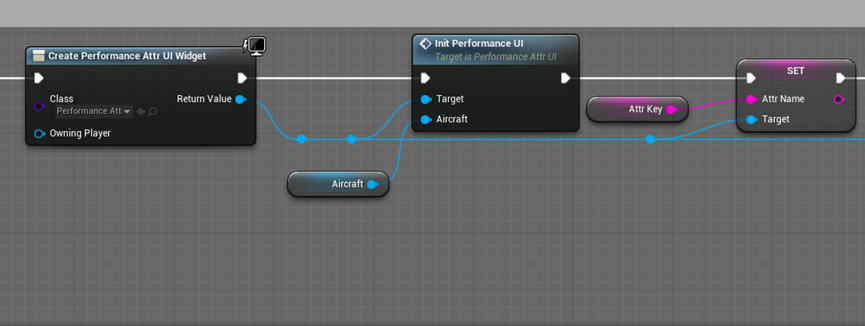 Create Performance Attr UI Widget
Class
Performance Att
Return Value
Owning Player
Init Performance UI
Target is Performance Attr UI
Target
Aircraft
Aircraft
Attr Key
SET
Attr Name
Target